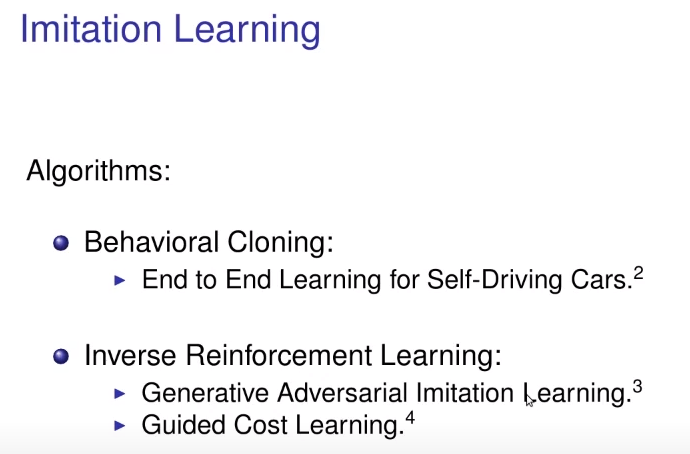 Imitation Learning
Algorithms:
Behavioral Cloning:
End to End Learning for Self-Driving Cars.2
Inverse Reinforcement Learning:
Generative Adversarial Imitation Learning.3
Guided Cost Learning.4